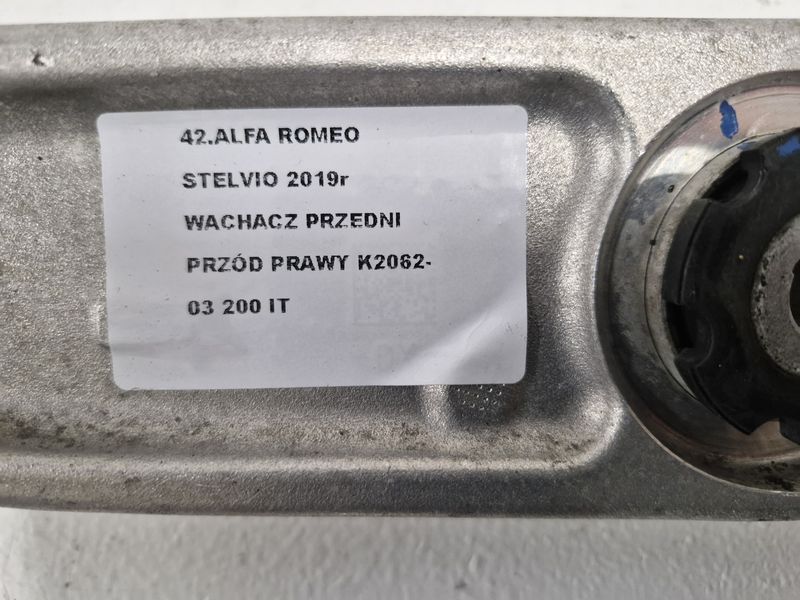 42.ALFA ROMEO
STELVIO 2019r
WACHACZ PRZEDNI
PRZÓD PRAWY K2062-
03 200 IT